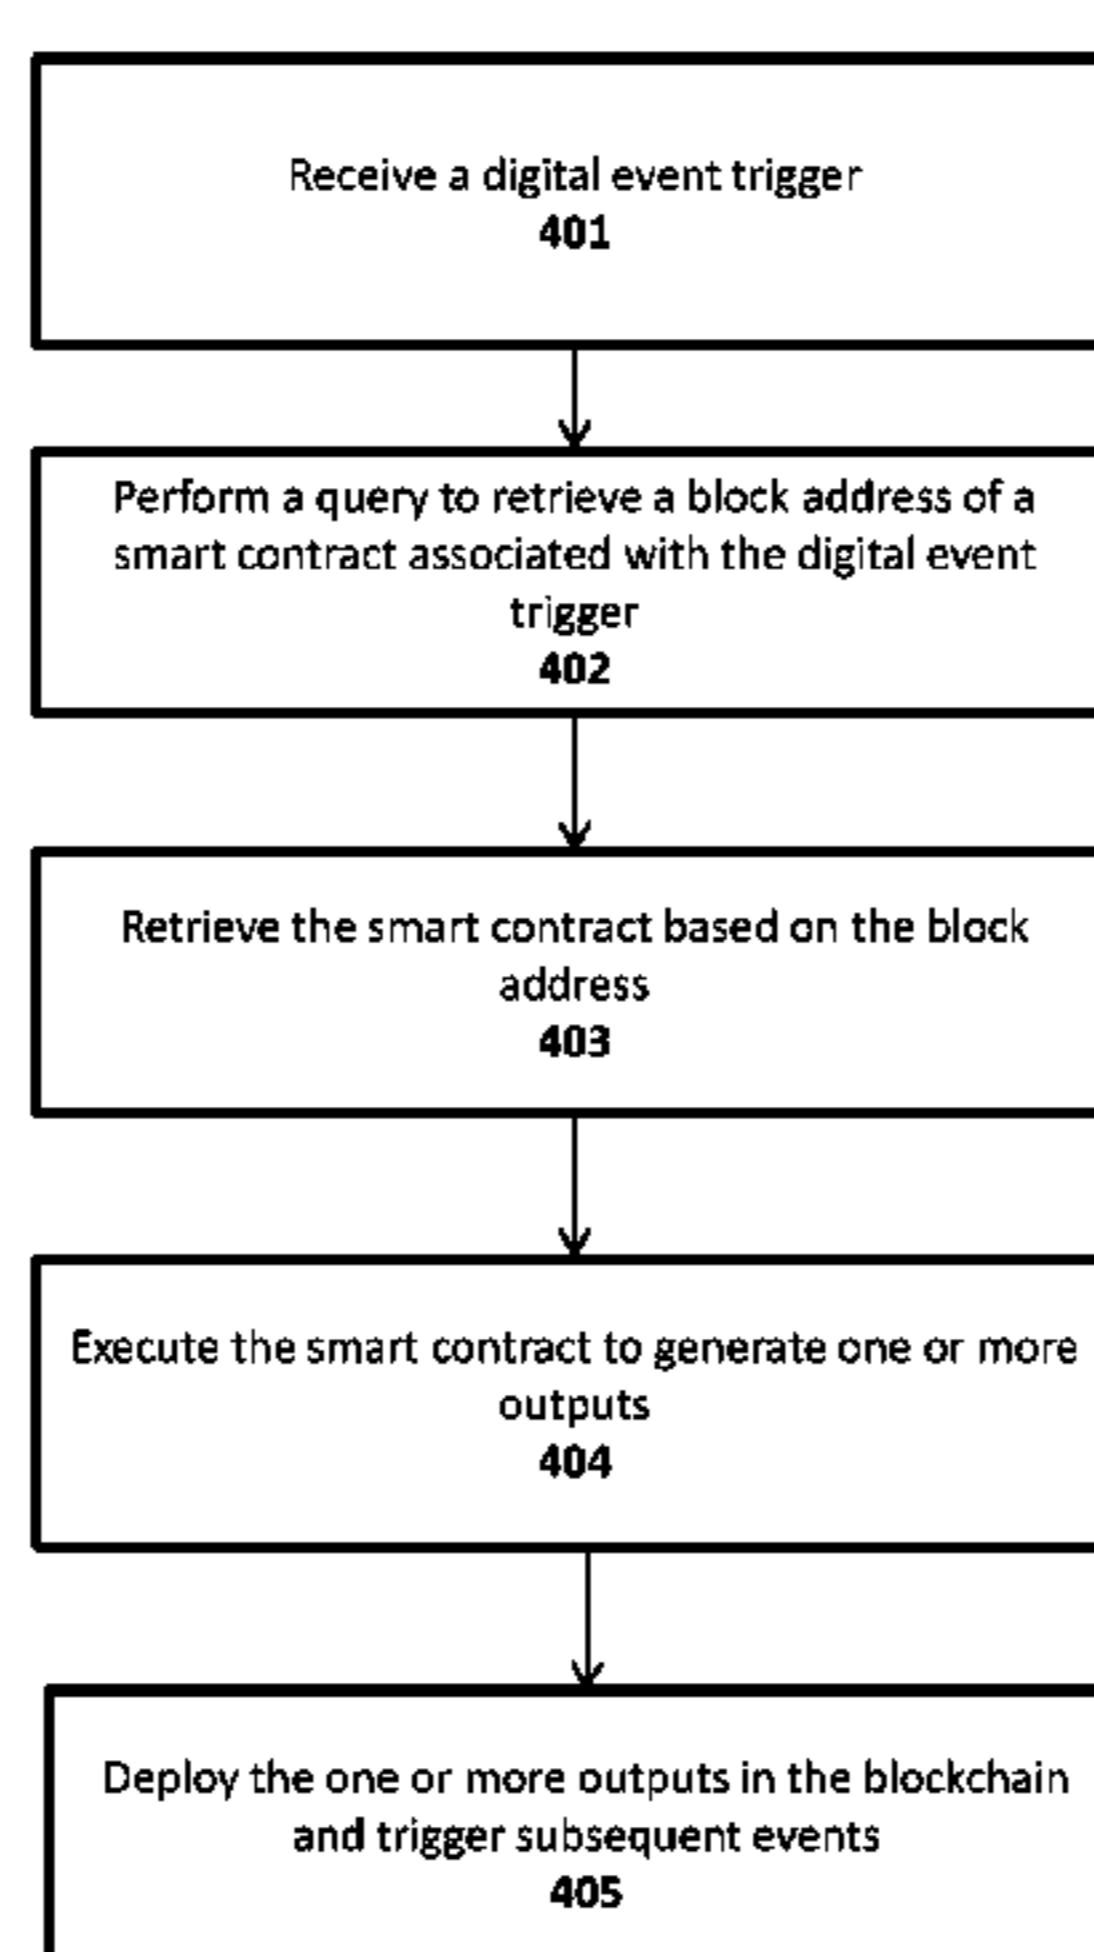 Receive a digital event trigger
401
Perform a query to retrieve a block address of a
smart contract associated with the digital event
trigger
402
Retrieve the smart contract based on the block
address
403
Execute the smart contract to generate one or more
outputs
404
Deploy the one or more outputs in the blockchain
and trigger subsequent events
405